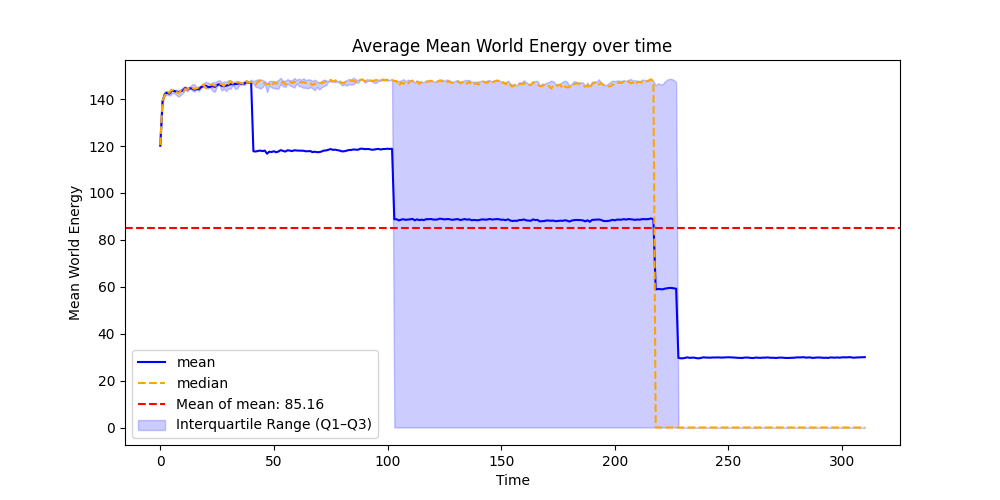 Average Mean World Energy over time
Mean World Energy
140
120
100
80
60
40
20
0
mean
median
Mean of mean: 85.16
Interquartile Range (Q1–Q3)
0 50 100 150 200 250 300
Time